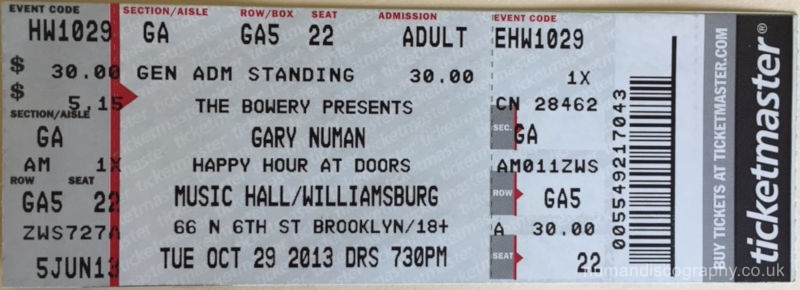 EVENT CODE
HW1029
$ 30.00
$ 5.15
SECTION/AISLE
GA
AM 1X
ROW SEAT
GA5 22
ZWS727A
5JUN13
SECTION/AISLE ROW/BOX SEAT ADMISSION
GA GA5 22 ADULT
GEN ADM STANDING 30.00
THE BOWERY PRESENTS
GARY NUMAN
HAPPY HOUR AT DOORS
MUSIC HALL/WILLIAMSBURG
66 N 6TH ST BROOKLYN/18+
TUE OCT 29 2013 DRS 730PM
EVENT CODE
EHW1029
1X
CN 28462
SEC. GA
AM011ZWS
ROW GA5
A 30.00
SEAT 22
005549217043
BUY TICKETS AT TICKETMASTER.COM
ticketmaster®
numandiscography.co.uk